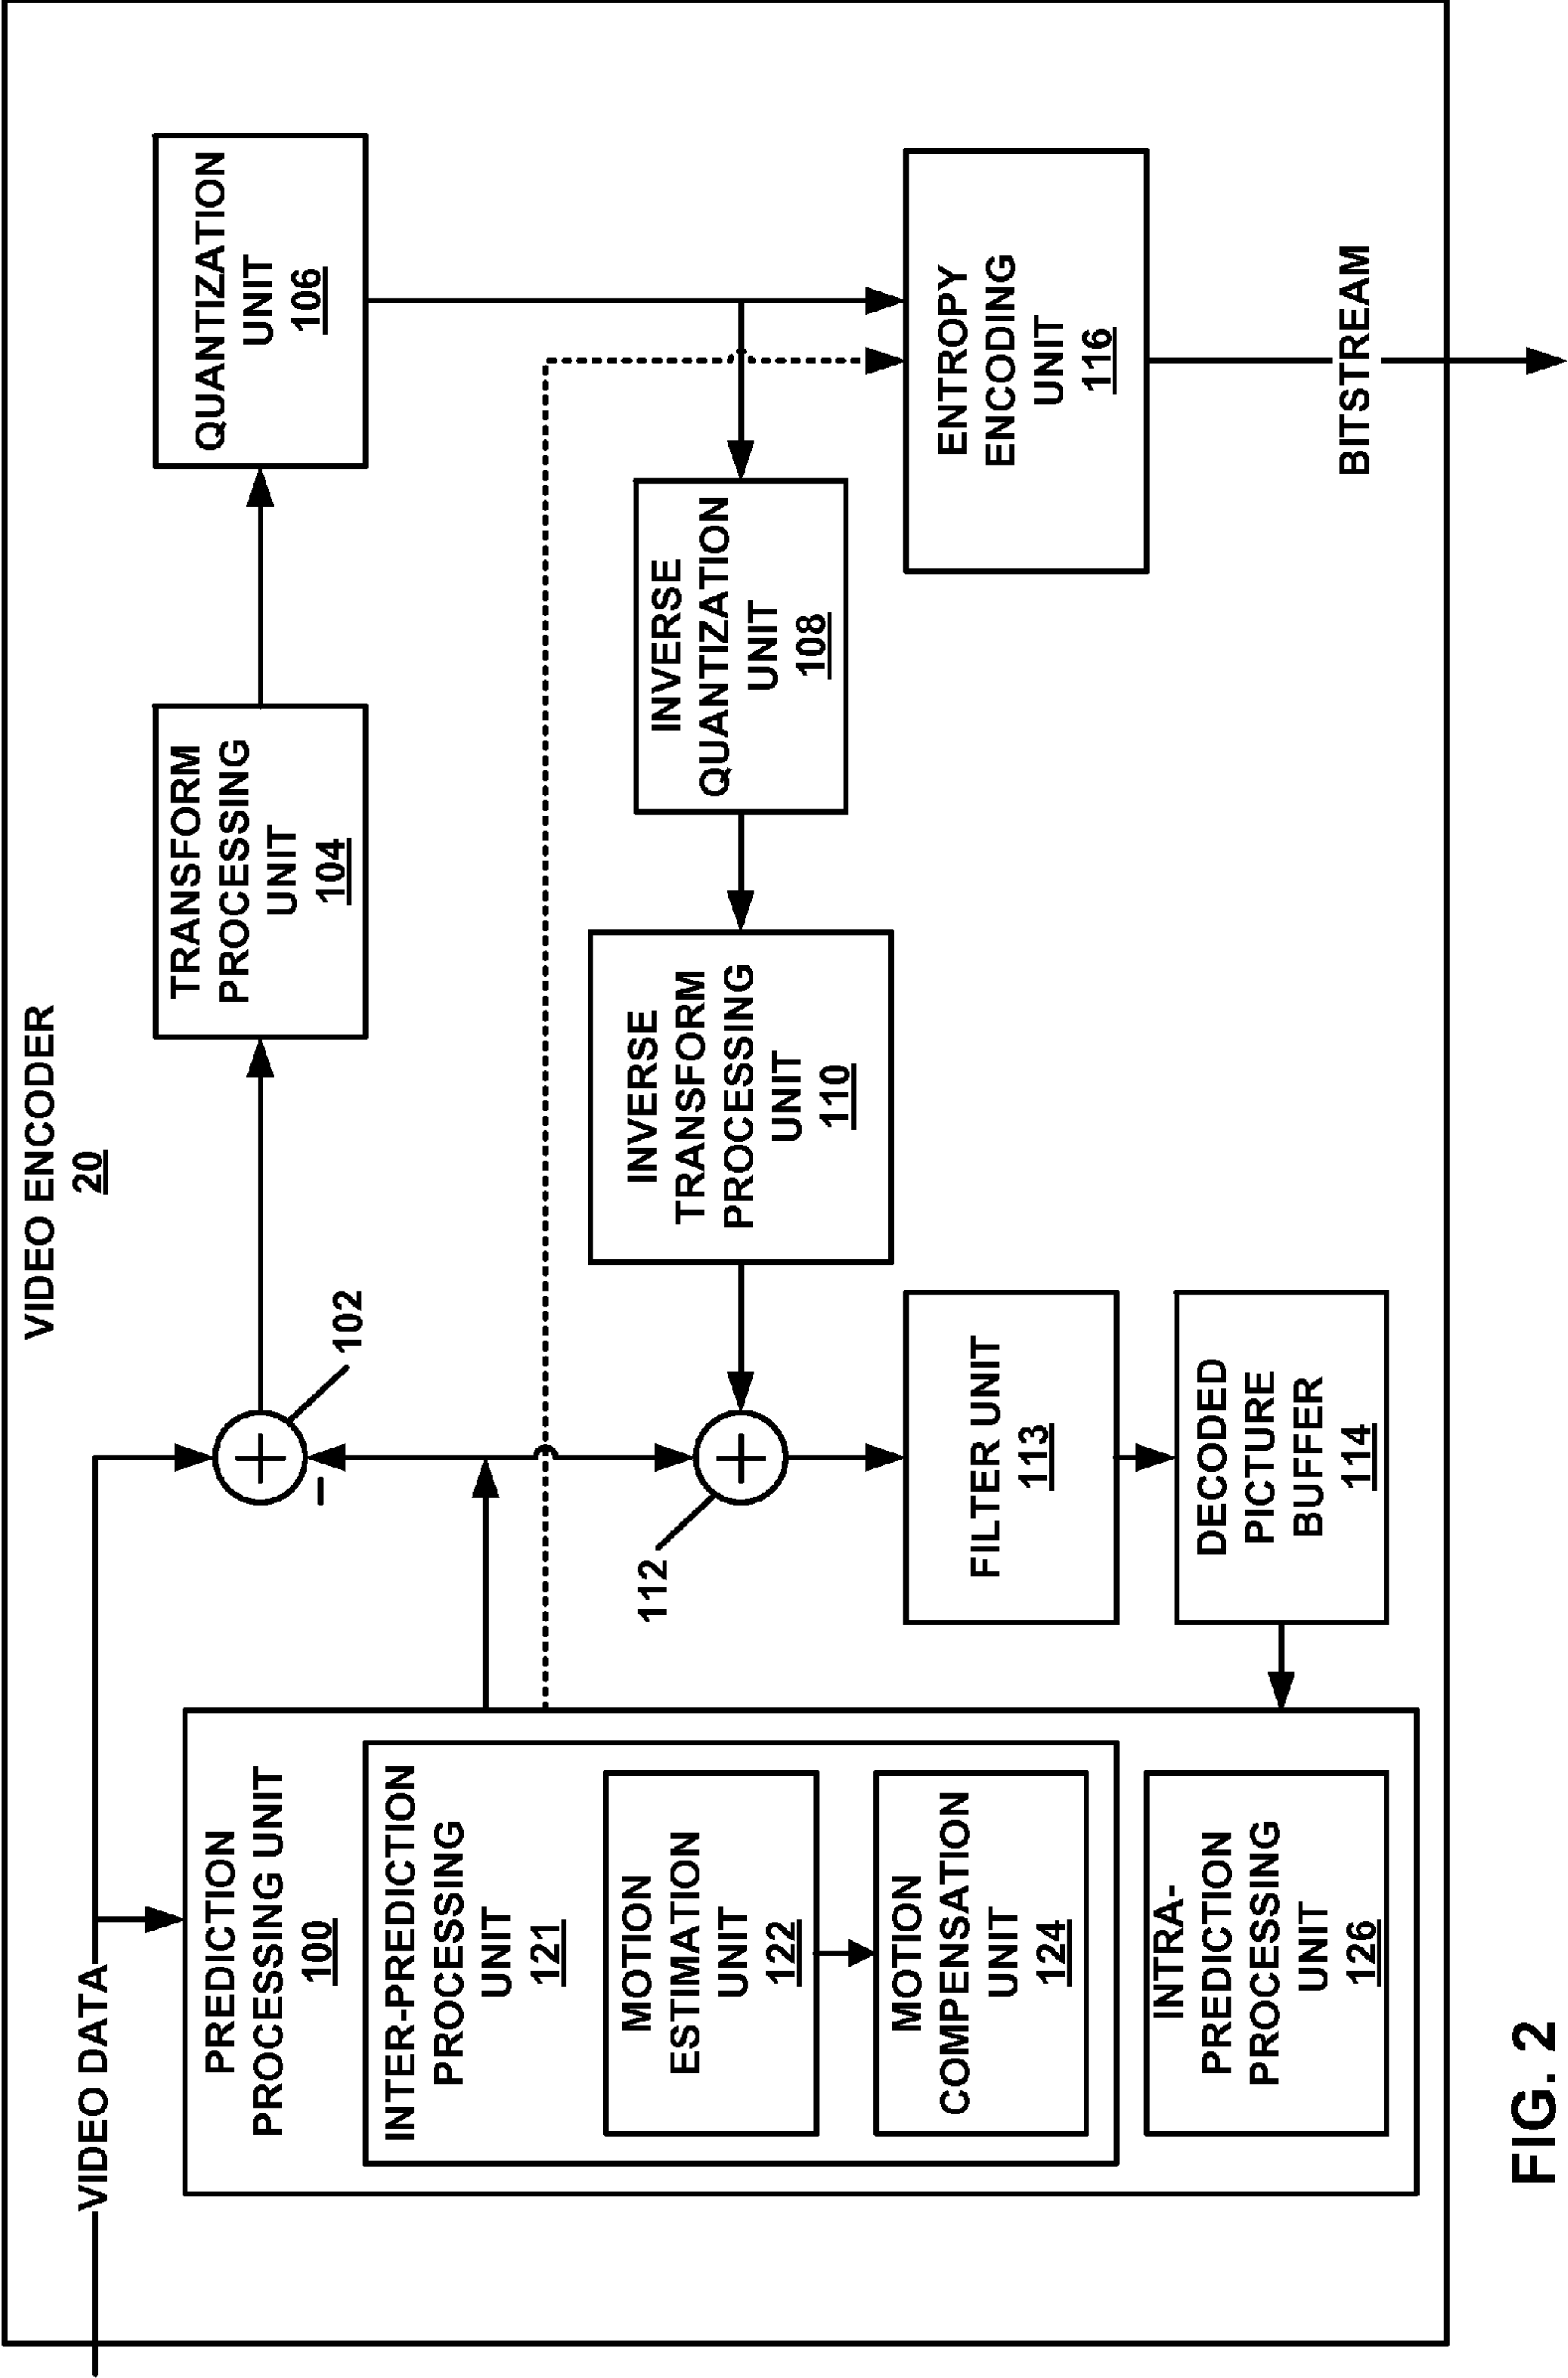 VIDEO ENCODER
20
VIDEO DATA
PREDICTION
PROCESSING UNIT
100
INTER-PREDICTION
PROCESSING
UNIT
121
MOTION
ESTIMATION
UNIT
122
MOTION
COMPENSATION
UNIT
124
INTRA-
PREDICTION
PROCESSING
UNIT
126
–
102
112
TRANSFORM
PROCESSING
UNIT
104
QUANTIZATION
UNIT
106
INVERSE
QUANTIZATION
UNIT
108
INVERSE
TRANSFORM
PROCESSING
UNIT
110
FILTER UNIT
113
DECODED
PICTURE
BUFFER
114
ENTROPY
ENCODING
UNIT
116
BITSTREAM
FIG. 2